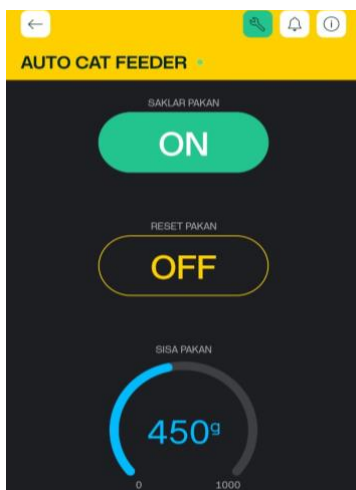 AUTO CAT FEEDER
SAKLAR PAKAN
ON
RESET PAKAN
OFF
SISA PAKAN
450g
0 1000